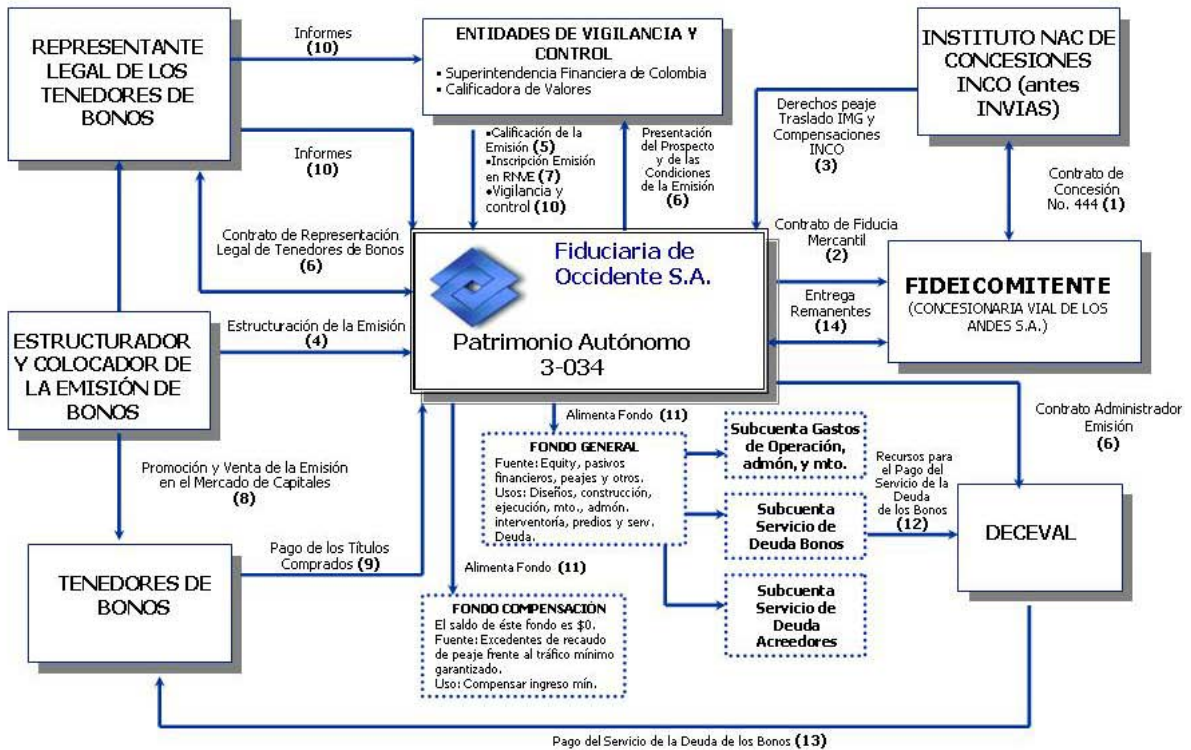 REPRESENTANTE
LEGAL DE LOS
TENEDORES DE
BONOS
Informes
(10)
ENTIDADES DE VIGILANCIA Y
CONTROL
▪ Superintendencia Financiera de Colombia
▪ Calificadora de Valores
INSTITUTO NAC DE
CONCESIONES
INCO (antes
INVIAS)
Informes
(10)
▪Calificación de la
Emisión (5)
▪Inscripción Emisión
en RNVE (7)
▪Vigilancia y
control (10)
Presentación
del Prospecto
y de las
Condiciones
de la Emisión
(6)
Derechos peaje
Traslado IMG y
Compensaciones
INCO
(3)
Contrato de
Concesión
No. 444 (1)
Contrato de Representación
Legal de Tenedores de Bonos
(6)
Fiduciaria de
Occidente S.A.
Patrimonio Autónomo
3-034
Contrato de Fiducia
Mercantil
(2)
Entrega
Remanentes
(14)
FIDEICOMITENTE
(CONCESIONARIA VIAL DE LOS
ANDES S.A.)
ESTRUCTURADOR
Y COLOCADOR DE
LA EMISIÓN DE
BONOS
Estructuración de la Emisión
(4)
Contrato Administrador
Emisión
(6)
Alimenta Fondo (11)
FONDO GENERAL
Fuente: Equity, pasivos
financieros, peajes y otros.
Usos: Diseños, construcción,
ejecución, mto., admón.
interventoría, predios y serv.
Deuda.
Subcuenta Gastos
de Operación,
admón, y mto.
Subcuenta
Servicio de
Deuda Bonos
Subcuenta
Servicio de
Deuda
Acreedores
Recursos para
el Pago del
Servicio de la
Deuda
de los Bonos
(12)
DECEVAL
Promoción y Venta de la Emisión
en el Mercado de Capitales
(8)
TENEDORES DE
BONOS
Pago de los Títulos
Comprados (9)
Alimenta Fondo (11)
FONDO COMPENSACIÓN
El saldo de éste fondo es $0.
Fuente: Excedentes de recaudo
de peaje frente al tráfico mínimo
garantizado.
Uso: Compensar ingreso mín.
Pago del Servicio de la Deuda de los Bonos (13)